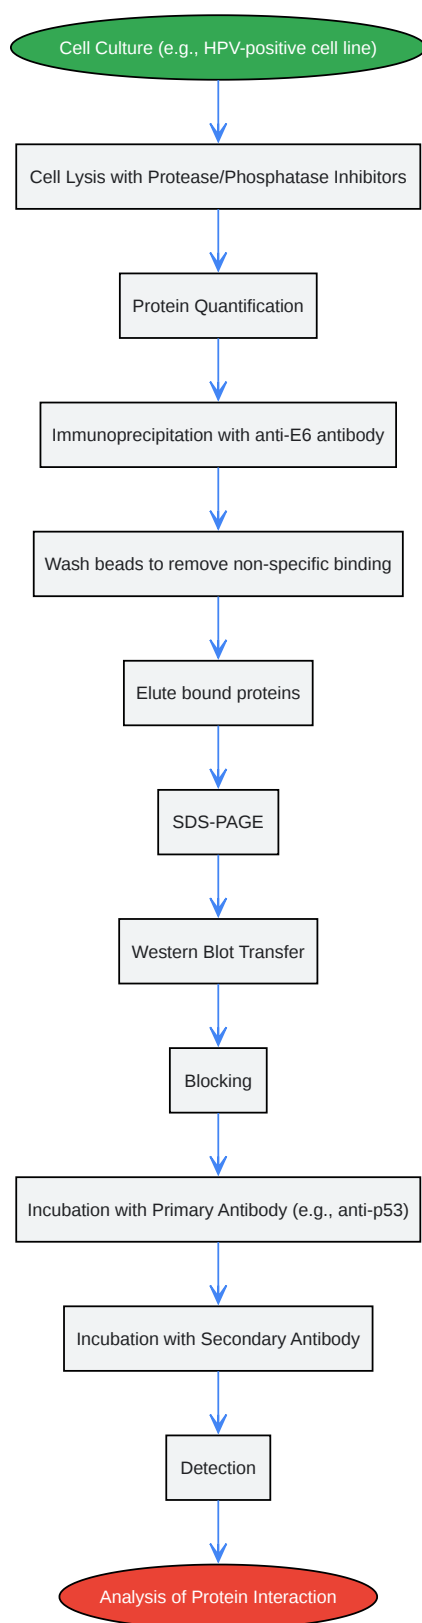 Cell Culture (e.g., HPV-positive cell line)
Cell Lysis with Protease/Phosphatase Inhibitors
Protein Quantification
Immunoprecipitation with anti-E6 antibody
Wash beads to remove non-specific binding
Elute bound proteins
SDS-PAGE
Western Blot Transfer
Blocking
Incubation with Primary Antibody (e.g., anti-p53)
Incubation with Secondary Antibody
Detection
Analysis of Protein Interaction